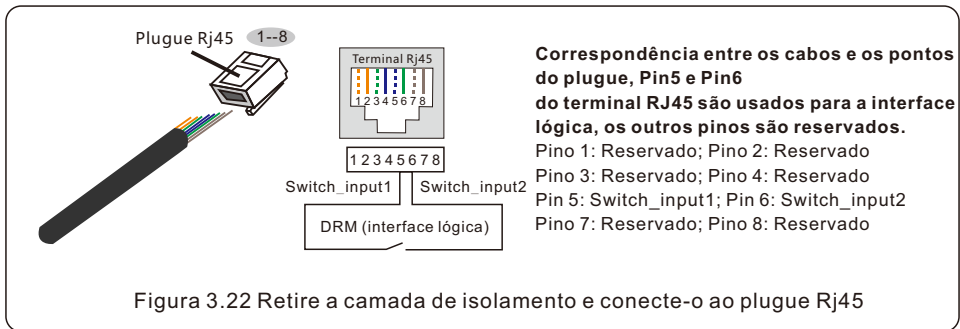 Plugue Rj45 1--8
Terminal Rj45
1 2 3 4 5 6 7 8
1 2 3 4 5 6 7 8
Switch_input1 Switch_input2
DRM (interface lógica)
Correspondência entre os cabos e os pontos
do plugue, Pin5 e Pin6
do terminal RJ45 são usados para a interface
lógica, os outros pinos são reservados.
Pino 1: Reservado; Pino 2: Reservado
Pino 3: Reservado; Pino 4: Reservado
Pin 5: Switch_input1; Pin 6: Switch_input2
Pino 7: Reservado; Pino 8: Reservado
Figura 3.22 Retire a camada de isolamento e conecte-o ao plugue Rj45